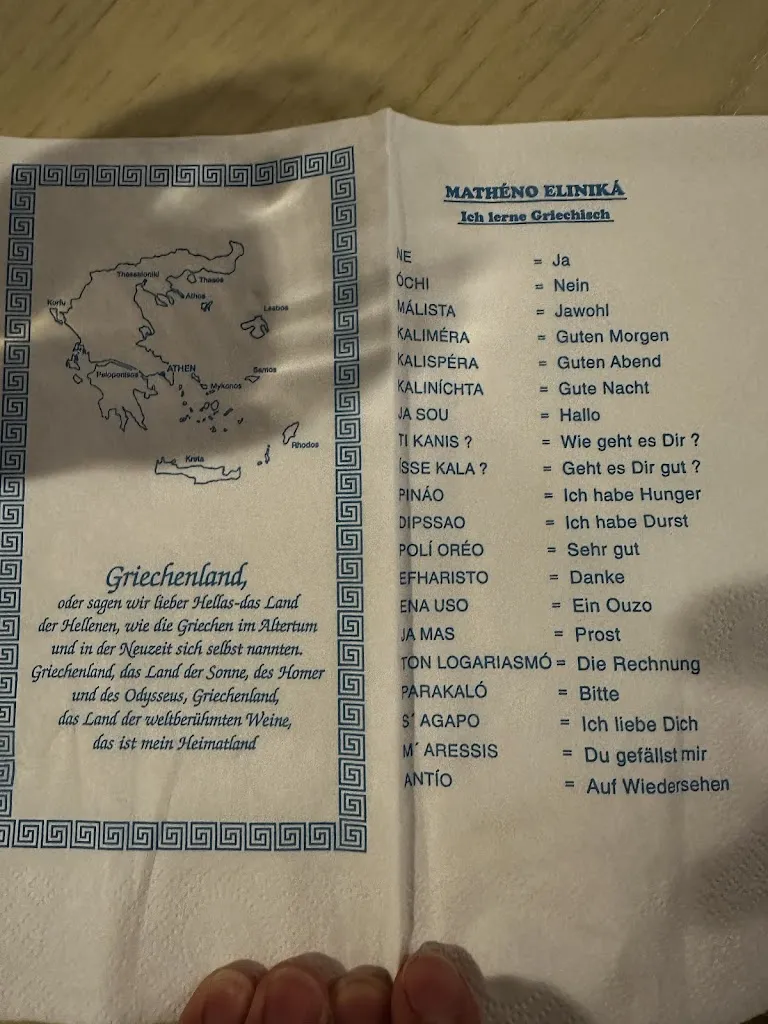 Thessaloniki
Thasos
Athos
Korfu
Lesbos
ATHEN
Peloponisos
Samos
Mykonos
Rhodos
Kreta
Griechenland,
oder sagen wir lieber Hellas-das Land
der Hellenen, wie die Griechen im Altertum
und in der Neuzeit sich selbst nannten.
Griechenland, das Land der Sonne, des Homer
und des Odysseus, Griechenland,
das Land der weltberühmten Weine,
das ist mein Heimatland
MATHÉNO ELINIKÁ
Ich lerne Griechisch
NE = Ja
ÓCHI = Nein
MÁLISTA = Jawohl
KALIMÉRA = Guten Morgen
KALISPÉRA = Guten Abend
KALINÍCHTA = Gute Nacht
JA SOU = Hallo
TI KANIS ? = Wie geht es Dir ?
ÍSSE KALA ? = Geht es Dir gut ?
PINÁO = Ich habe Hunger
DIPSSAO = Ich habe Durst
POLÍ ORÉO = Sehr gut
EFHARISTO = Danke
ENA USO = Ein Ouzo
JA MAS = Prost
TON LOGARIASMÓ = Die Rechnung
PARAKALÓ = Bitte
S´ AGAPO = Ich liebe Dich
M´ ARESSIS = Du gefällst mir
ANTÍO = Auf Wiedersehen